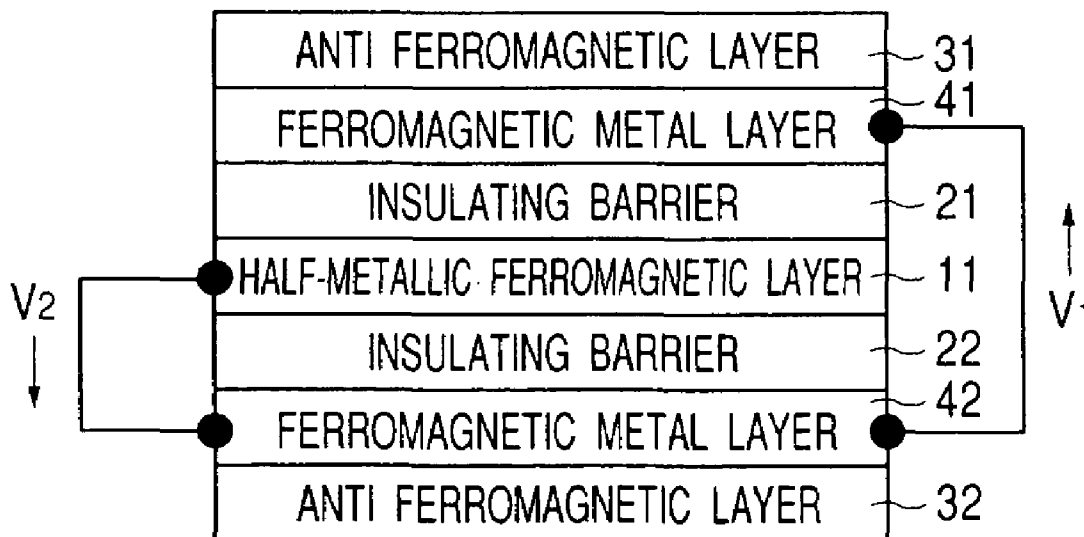 ANTI FERROMAGNETIC LAYER 31
41
FERROMAGNETIC METAL LAYER
INSULATING BARRIER 21
HALF-METALLIC FERROMAGNETIC LAYER 11
V2
V
INSULATING BARRIER 22
42
FERROMAGNETIC METAL LAYER
ANTI FERROMAGNETIC LAYER 32